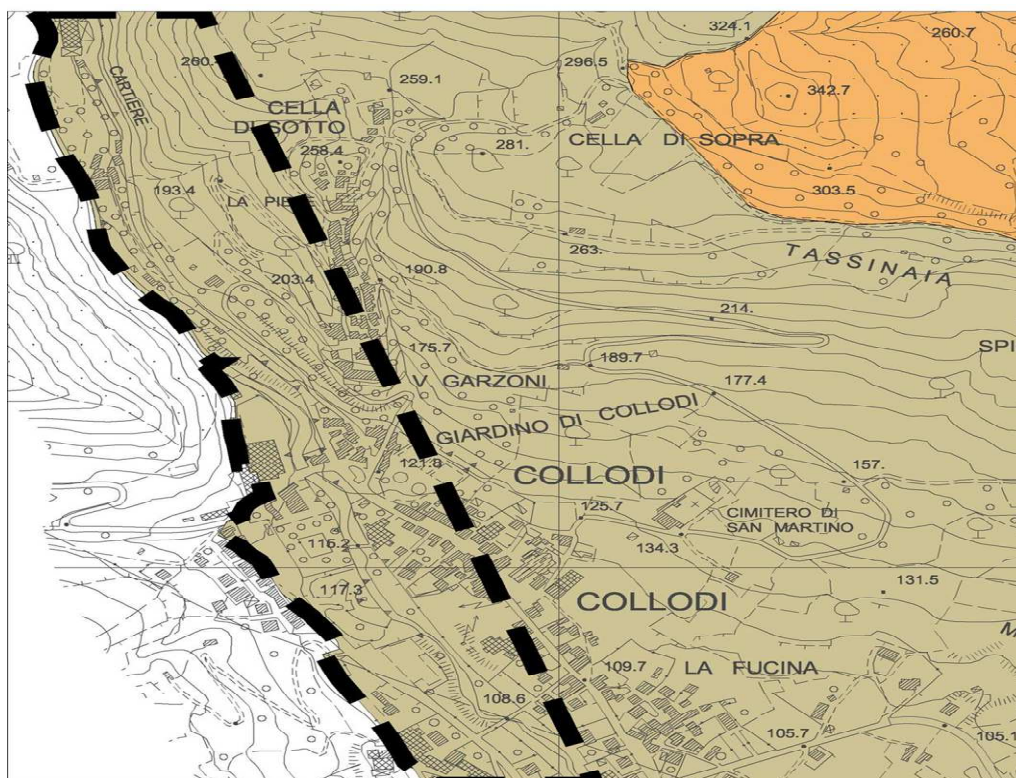 324.1
260.7
260.
CARTIERE
259.1
296.5
342.7
CELLA
DI SOTTO
258.4
281.
CELLA DI SOPRA
193.4
LA PIEVE
303.5
263.
TASSINAIA
203.4
190.8
214.
175.7
189.7
SPI
V GARZONI
177.4
GIARDINO DI COLLODI
121.8
COLLODI
157.
125.7
CIMITERO DI
SAN MARTINO
116.2
134.3
117.3
131.5
COLLODI
M
109.7
LA FUCINA
108.6
105.7
105.1